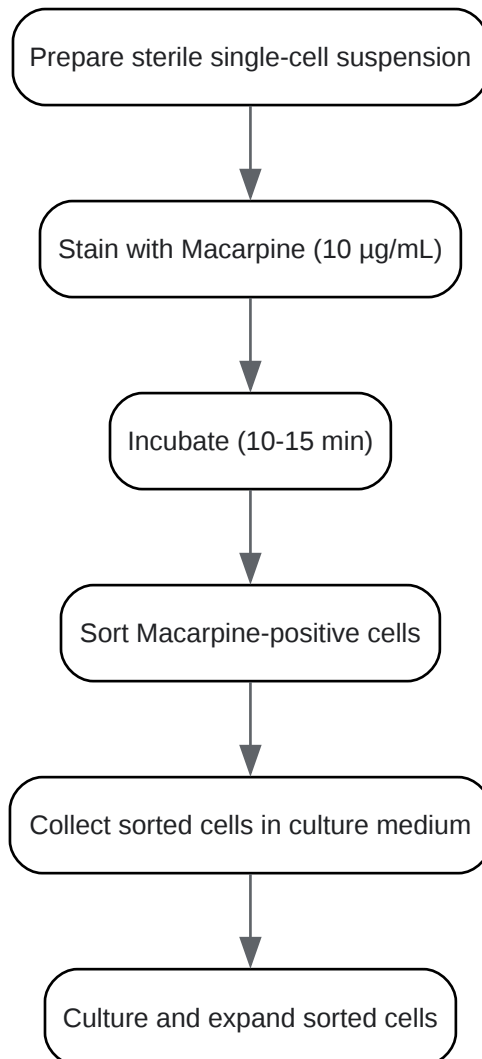 Prepare sterile single-cell suspension
Stain with Macarpine (10 µg/mL)
Incubate (10-15 min)
Sort Macarpine-positive cells
Collect sorted cells in culture medium
Culture and expand sorted cells